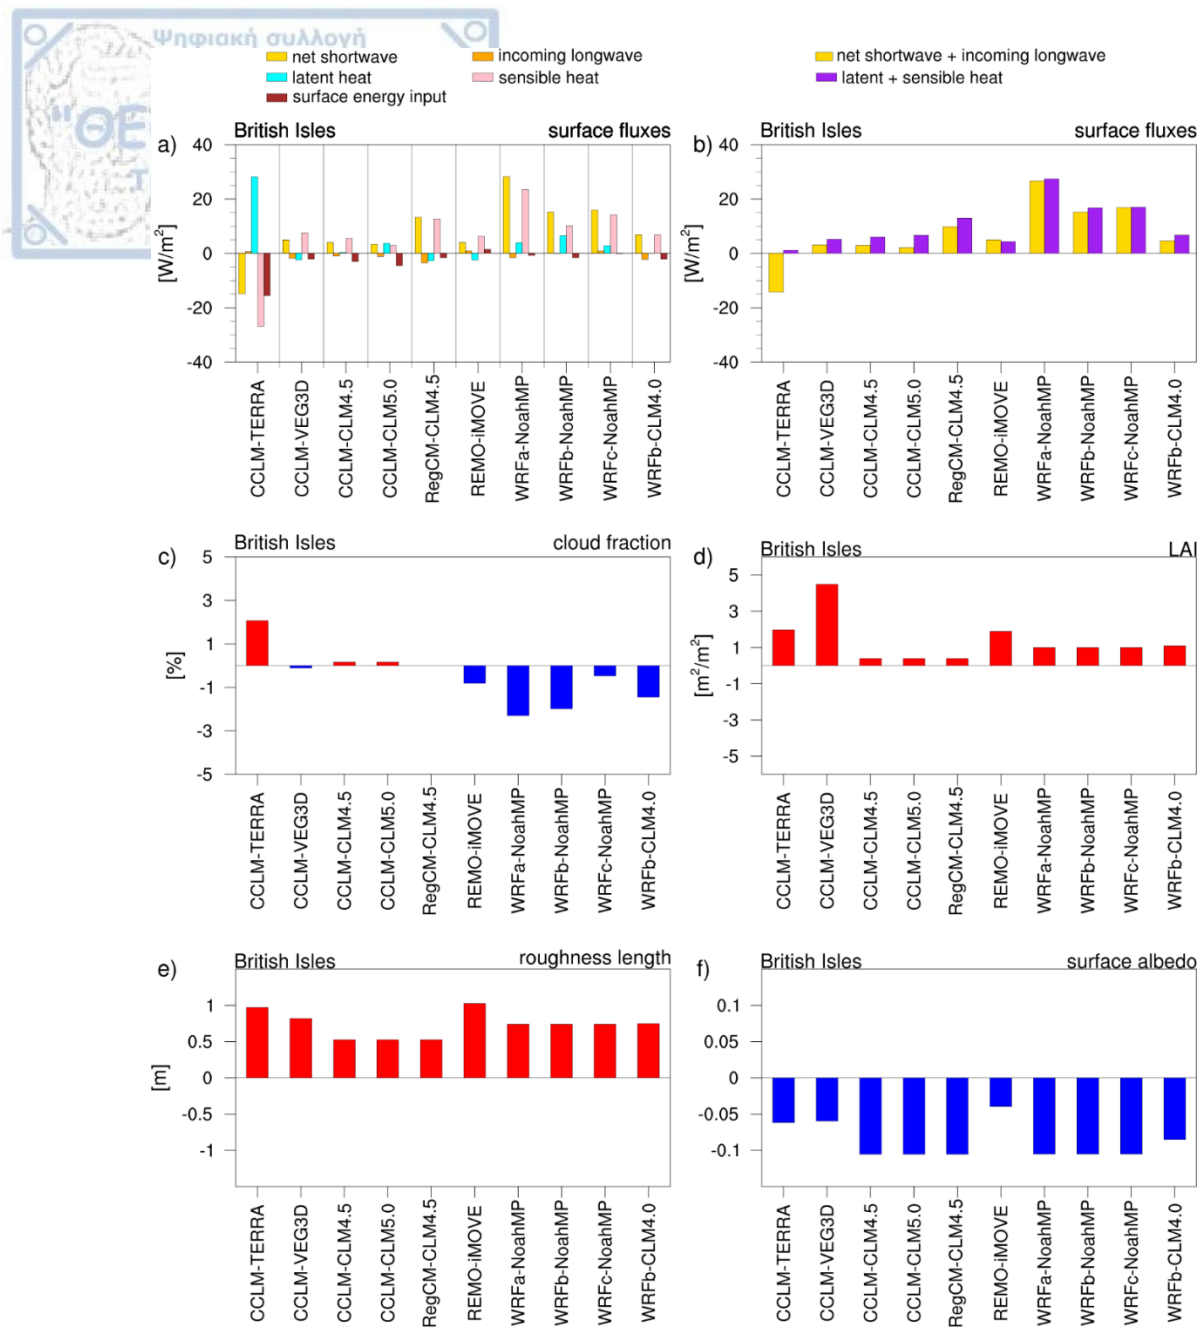 Ψηφιακή συλλογή
"ΘΕ
Τ
net shortwave
incoming longwave
latent heat
sensible heat
surface energy input
net shortwave + incoming longwave
latent + sensible heat
a)
British Isles
surface fluxes
[W/m²]
40
20
0
-20
-40
CCLM-TERRA
CCLM-VEG3D
CCLM-CLM4.5
CCLM-CLM5.0
RegCM-CLM4.5
REMO-iMOVE
WRFa-NoahMP
WRFb-NoahMP
WRFc-NoahMP
WRFb-CLM4.0
b)
British Isles
surface fluxes
[W/m²]
40
20
0
-20
-40
CCLM-TERRA
CCLM-VEG3D
CCLM-CLM4.5
CCLM-CLM5.0
RegCM-CLM4.5
REMO-iMOVE
WRFa-NoahMP
WRFb-NoahMP
WRFc-NoahMP
WRFb-CLM4.0
c)
British Isles
cloud fraction
[%]
5
3
1
-1
-3
-5
CCLM-TERRA
CCLM-VEG3D
CCLM-CLM4.5
CCLM-CLM5.0
RegCM-CLM4.5
REMO-iMOVE
WRFa-NoahMP
WRFb-NoahMP
WRFc-NoahMP
WRFb-CLM4.0
d)
British Isles
LAI
[m²/m²]
5
3
1
-1
-3
-5
CCLM-TERRA
CCLM-VEG3D
CCLM-CLM4.5
CCLM-CLM5.0
RegCM-CLM4.5
REMO-iMOVE
WRFa-NoahMP
WRFb-NoahMP
WRFc-NoahMP
WRFb-CLM4.0
e)
British Isles
roughness length
[m]
1
0.5
0
-0.5
-1
CCLM-TERRA
CCLM-VEG3D
CCLM-CLM4.5
CCLM-CLM5.0
RegCM-CLM4.5
REMO-iMOVE
WRFa-NoahMP
WRFb-NoahMP
WRFc-NoahMP
WRFb-CLM4.0
f)
British Isles
surface albedo
0.1
0.05
0
-0.05
-0.1
CCLM-TERRA
CCLM-VEG3D
CCLM-CLM4.5
CCLM-CLM5.0
RegCM-CLM4.5
REMO-iMOVE
WRFa-NoahMP
WRFb-NoahMP
WRFc-NoahMP
WRFb-CLM4.0